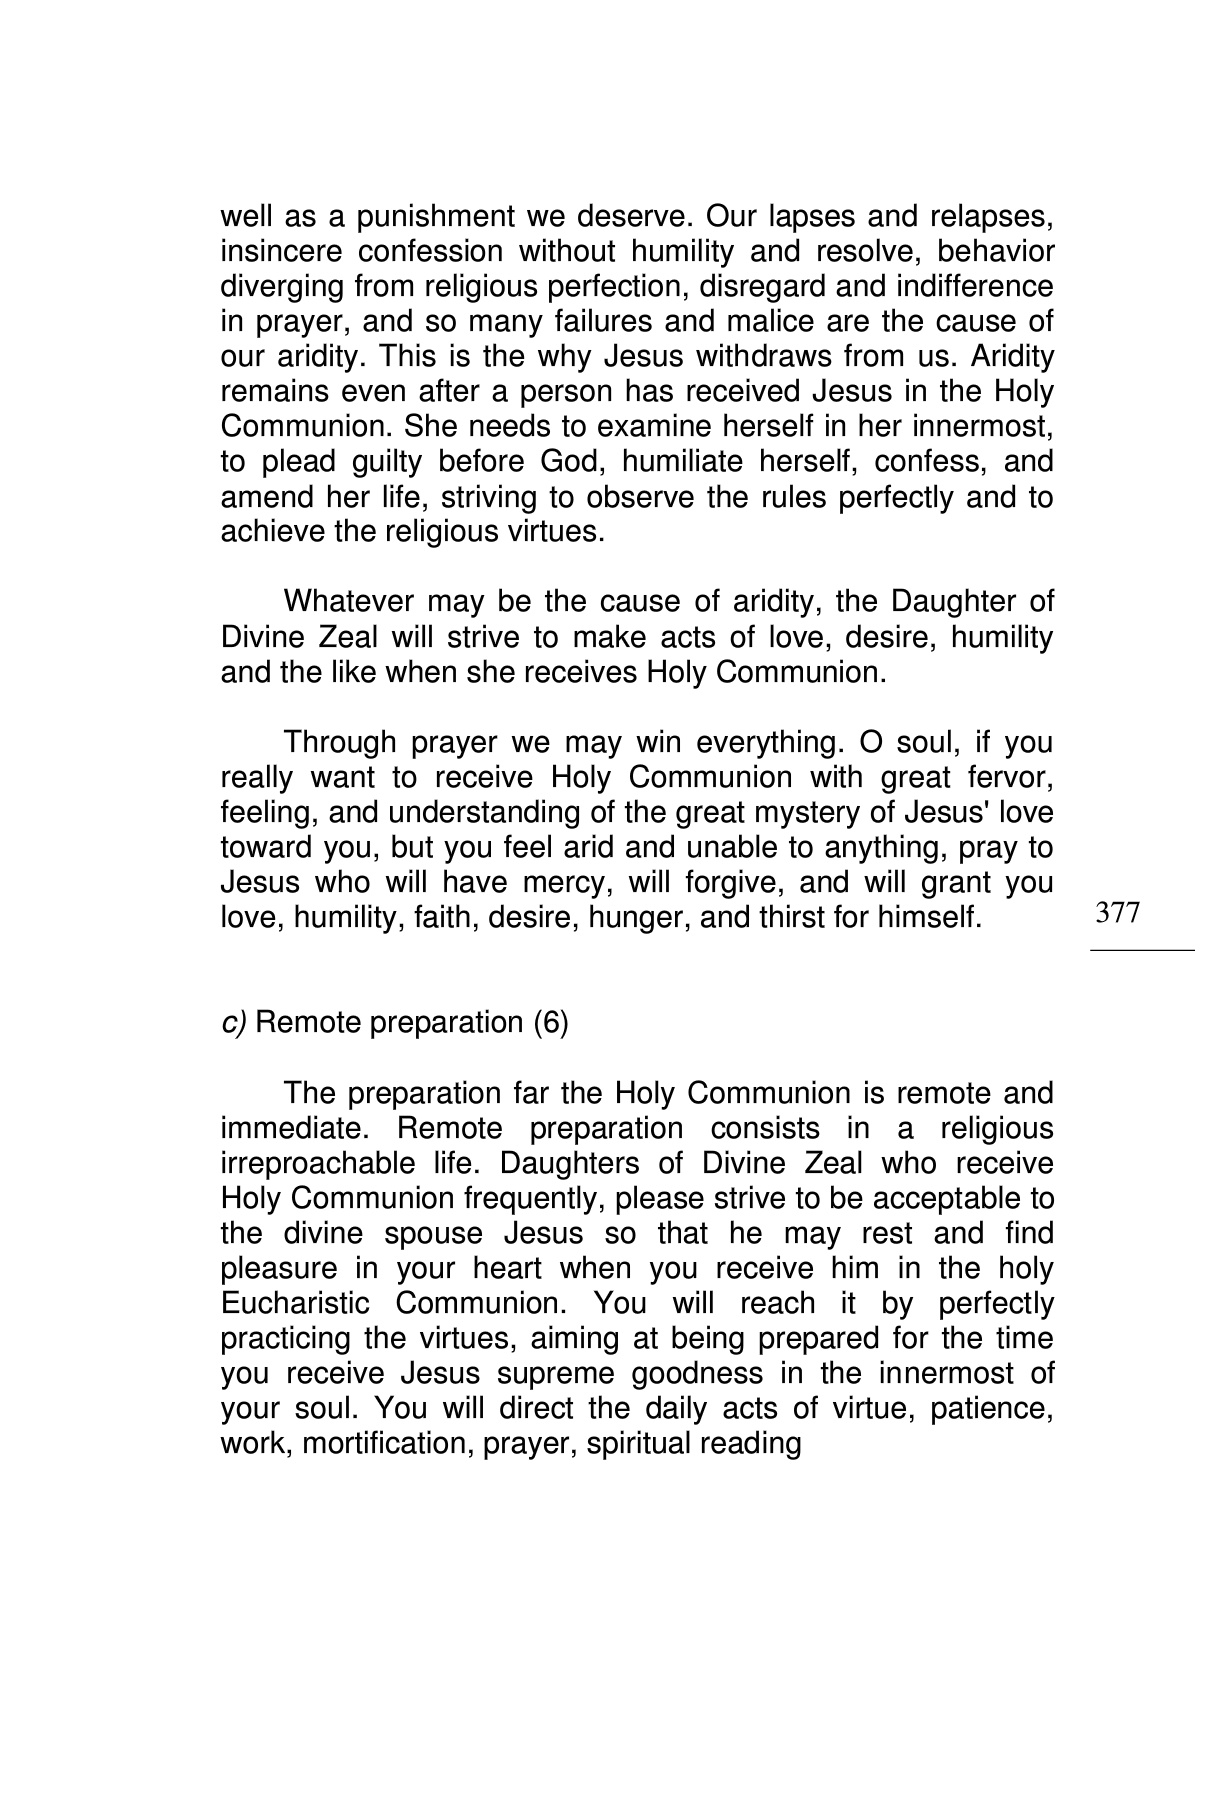 well as a punishment we deserve. Our lapses and relapses,
insincere confession without humility and resolve, behavior
diverging from religious perfection, disregard and indifference
in prayer, and so many failures and malice are the cause of
our aridity. This is the why Jesus withdraws from us. Aridity
remains even after a person has received Jesus in the Holy
Communion. She needs to examine herself in her innermost,
to plead guilty before God, humiliate herself, confess, and
amend her life, striving to observe the rules perfectly and to
achieve the religious virtues.
Whatever may be the cause of aridity, the Daughter of
Divine Zeal will strive to make acts of love, desire, humility
and the like when she receives Holy Communion.
Through prayer we may win everything. O soul, if you
really want to receive Holy Communion with great fervor,
feeling, and understanding of the great mystery of Jesus' love
toward you, but you feel arid and unable to anything, pray to
Jesus who will have mercy, will forgive, and will grant you
love, humility, faith, desire, hunger, and thirst for himself.
377
c) Remote preparation (6)
The preparation far the Holy Communion is remote and
immediate. Remote preparation consists in a religious
irreproachable life. Daughters of Divine Zeal who receive
Holy Communion frequently, please strive to be acceptable to
the divine spouse Jesus so that he may rest and find
pleasure in your heart when you receive him in the holy
Eucharistic Communion. You will reach it by perfectly
practicing the virtues, aiming at being prepared for the time
you receive Jesus supreme goodness in the innermost of
your soul. You will direct the daily acts of virtue, patience,
work, mortification, prayer, spiritual reading